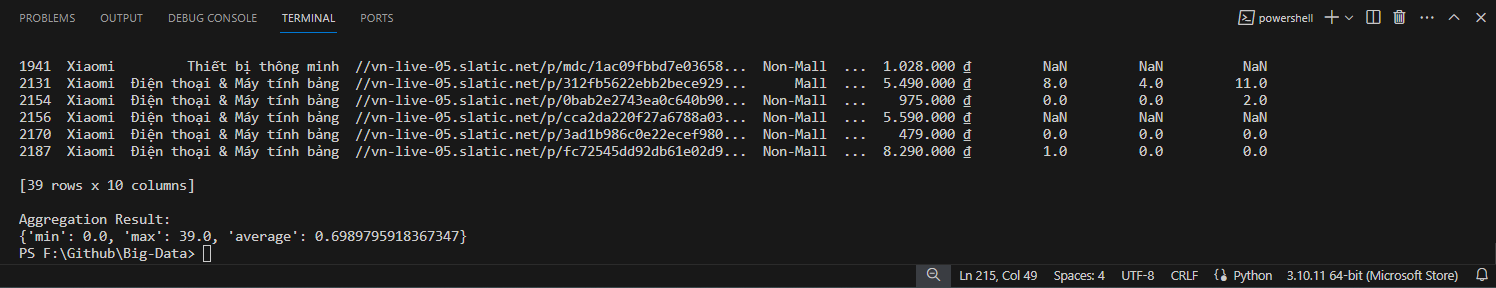 PROBLEMS OUTPUT DEBUG CONSOLE TERMINAL PORTS powershell
1941 Xiaomi Thiết bị thông minh //vn-live-05.slatic.net/p/mdc/1ac09fbbd7e03658... Non-Mall ... 1.028.000 ₫ NaN NaN NaN
2131 Xiaomi Điện thoại & Máy tính bảng //vn-live-05.slatic.net/p/312fb5622ebb2bece929... Mall ... 5.490.000 ₫ 8.0 4.0 11.0
2154 Xiaomi Điện thoại & Máy tính bảng //vn-live-05.slatic.net/p/0bab2e2743ea0c640b90... Non-Mall ... 975.000 ₫ 0.0 0.0 2.0
2156 Xiaomi Điện thoại & Máy tính bảng //vn-live-05.slatic.net/p/cca2da220f27a6788a03... Non-Mall ... 5.590.000 ₫ NaN NaN NaN
2170 Xiaomi Điện thoại & Máy tính bảng //vn-live-05.slatic.net/p/3ad1b986c0e22ecef980... Non-Mall ... 479.000 ₫ 0.0 0.0 0.0
2187 Xiaomi Điện thoại & Máy tính bảng //vn-live-05.slatic.net/p/fc72545dd92db61e02d9... Non-Mall ... 8.290.000 ₫ 1.0 0.0 0.0
[39 rows x 10 columns]
Aggregation Result:
{'min': 0.0, 'max': 39.0, 'average': 0.6989795918367347}
PS F:\Github\Big-Data>
Ln 215, Col 49 Spaces: 4 UTF-8 CRLF Python 3.10.11 64-bit (Microsoft Store)